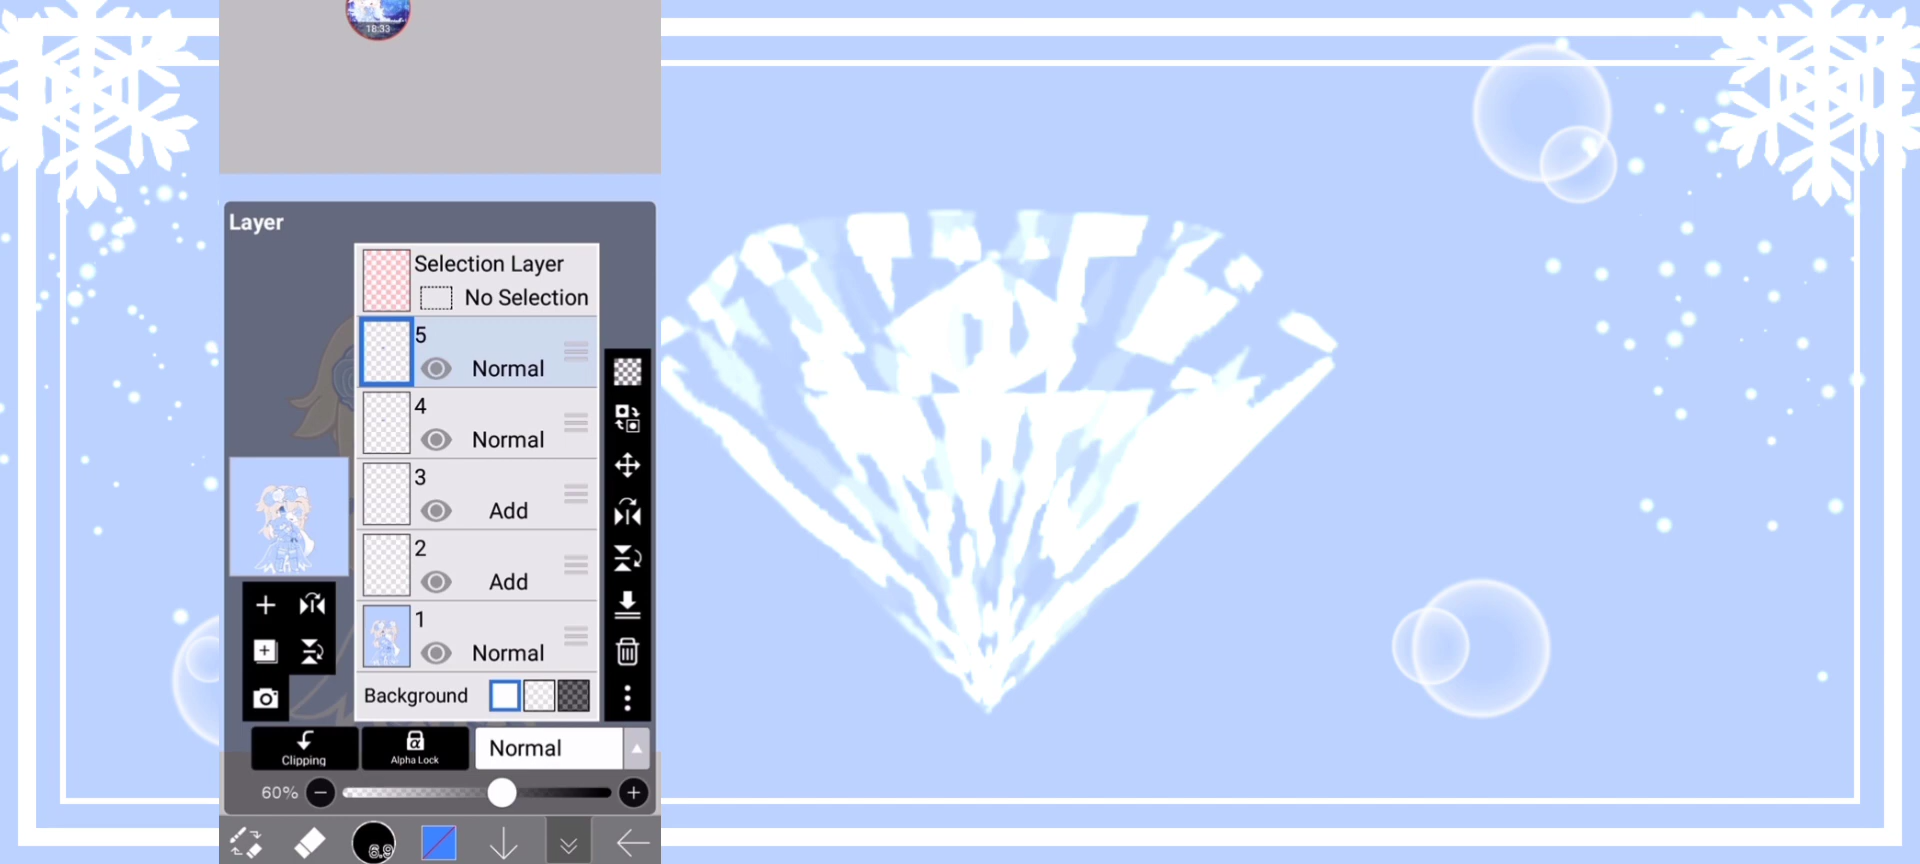 18:33
Layer
Selection Layer
No Selection
5
Normal
4
Normal
3
Add
2
Add
1
Normal
Background
Clipping
α
Alpha Lock
Normal
60%
6.9